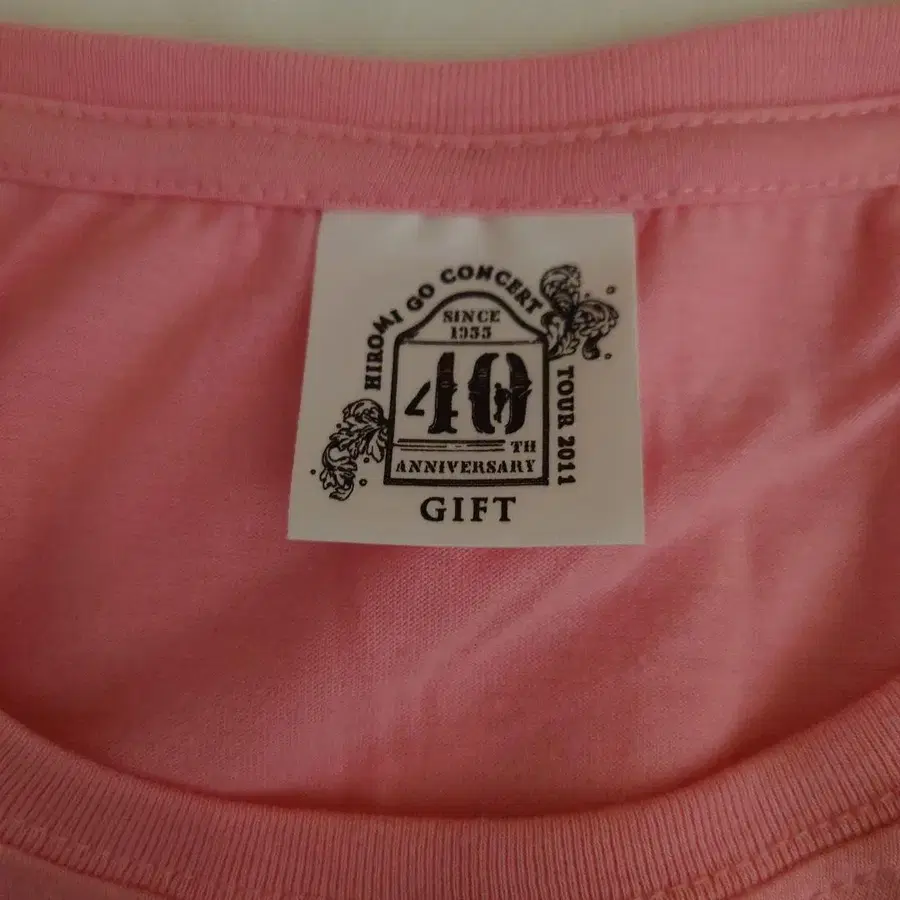 HIROMI GO CONCERT TOUR 2011
SINCE
1955
40
TH
ANNIVERSARY
GIFT